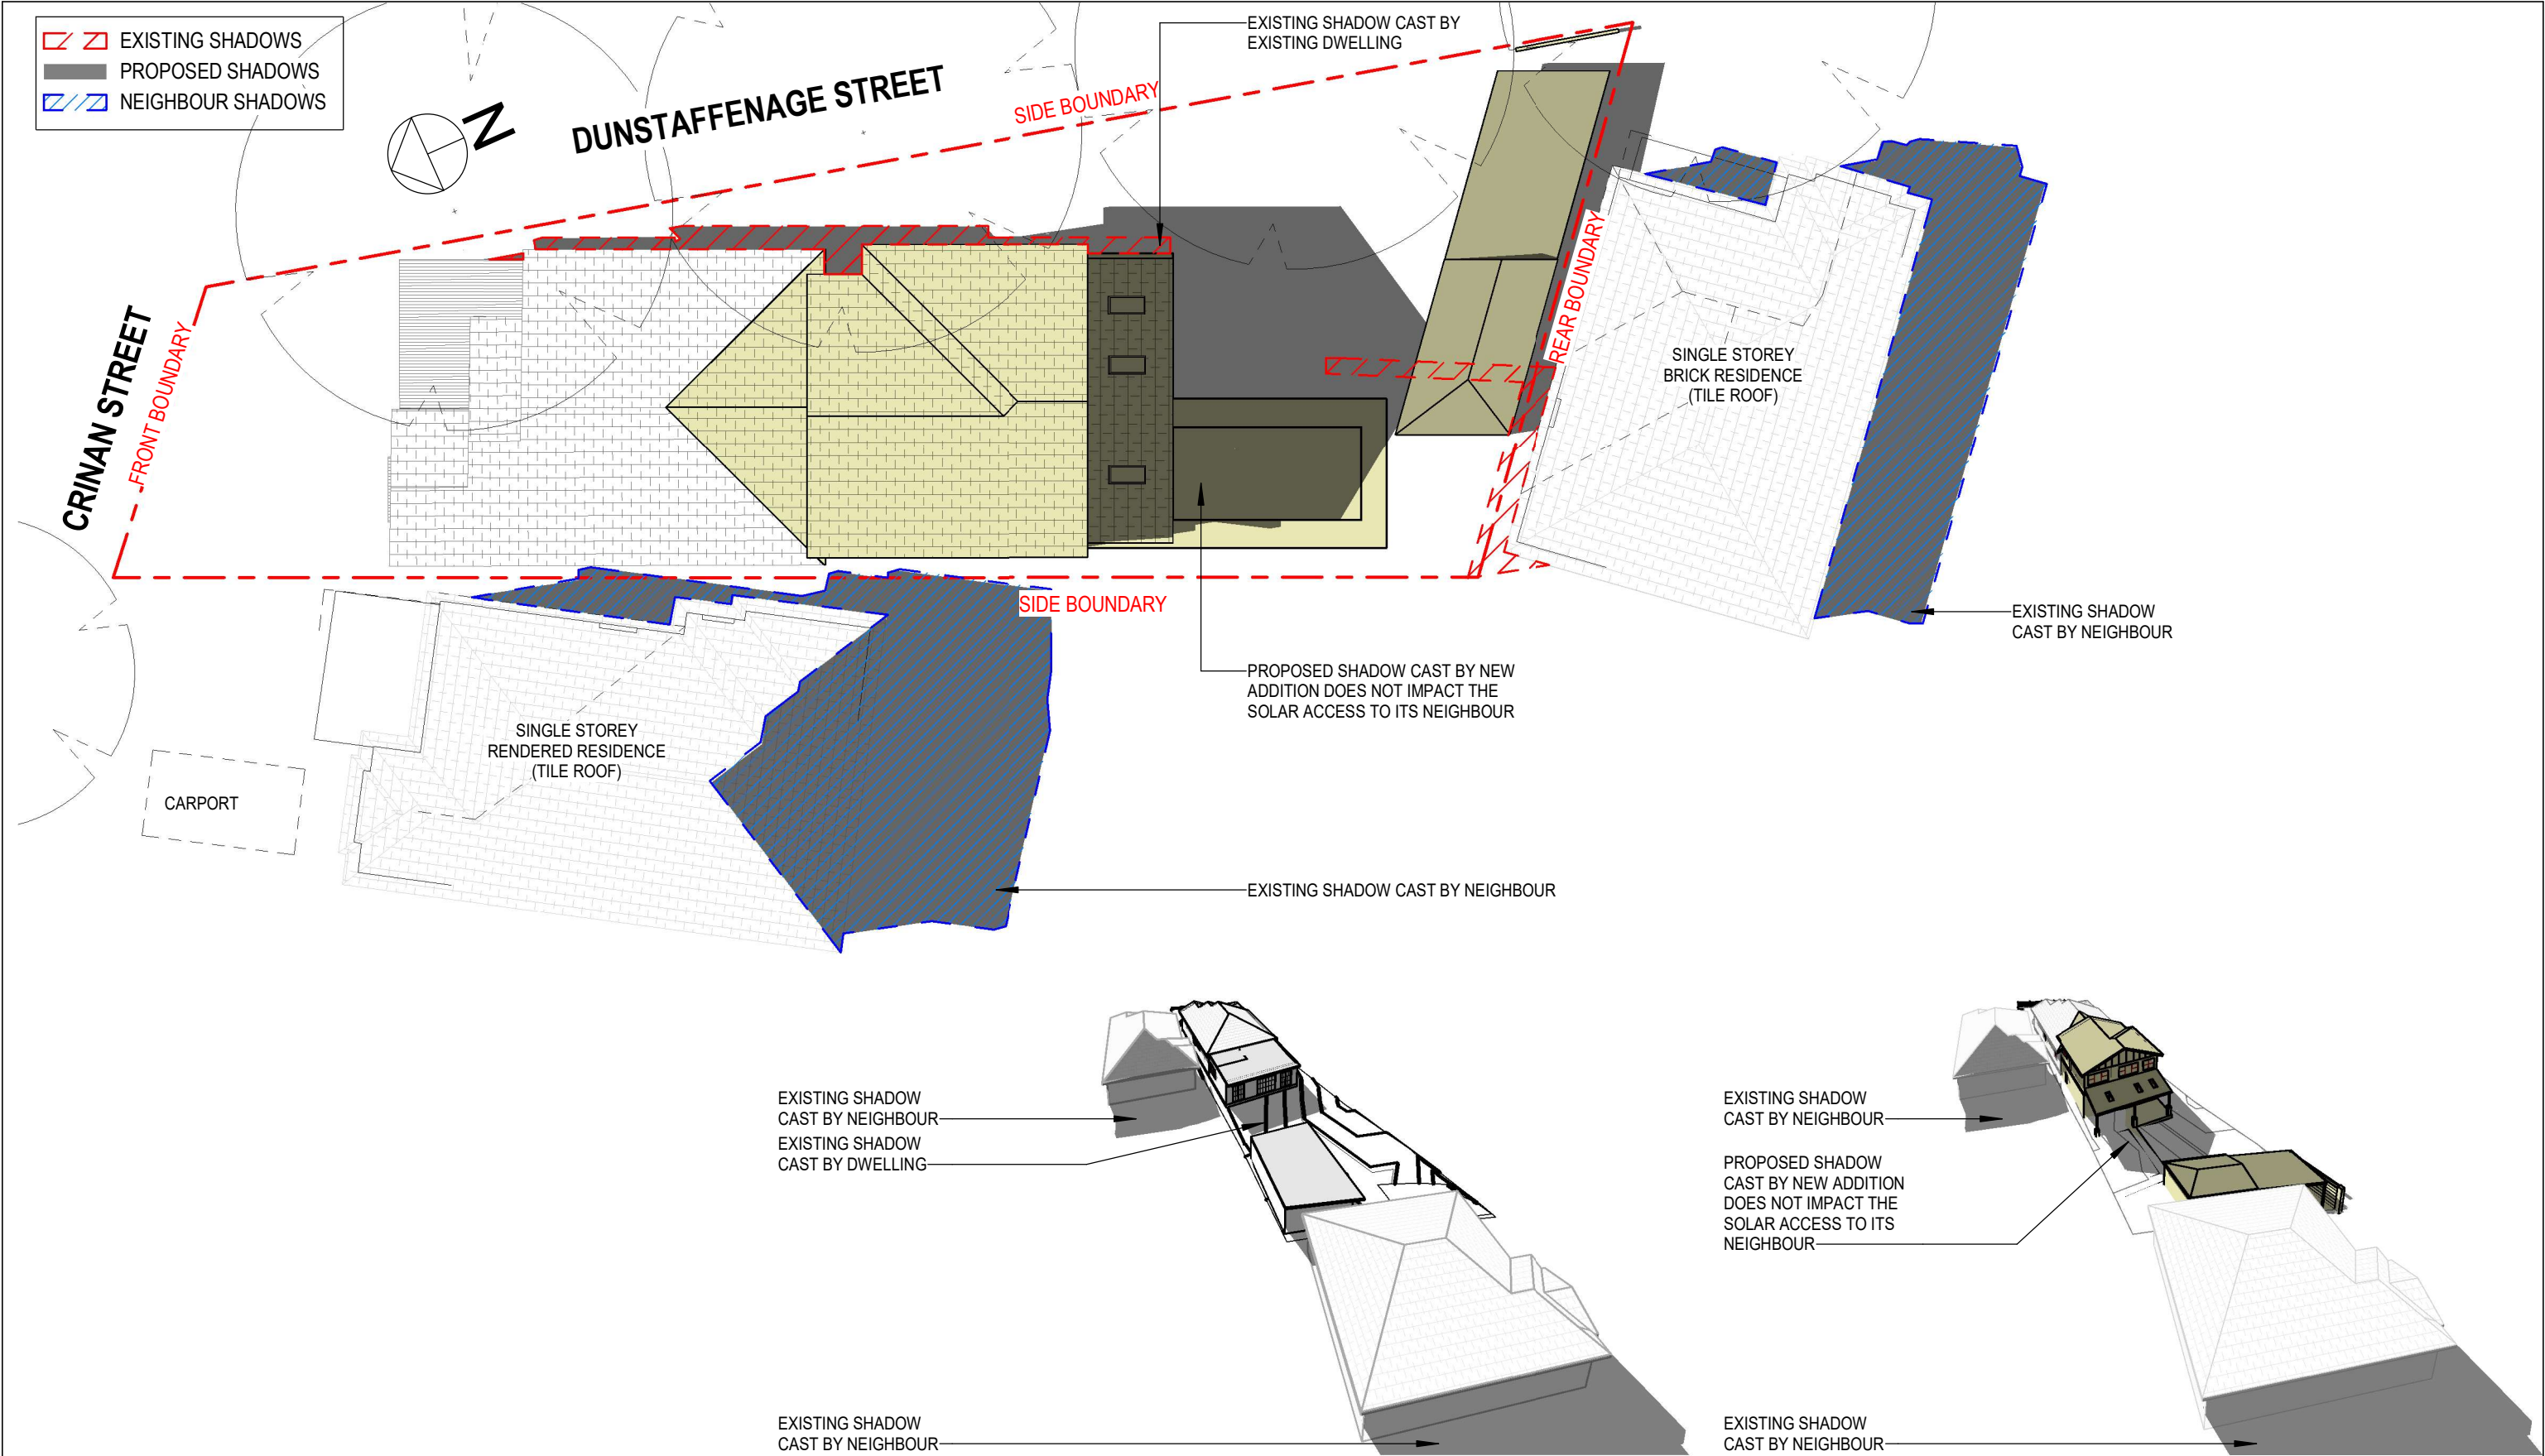 EXISTING SHADOWS
PROPOSED SHADOWS
NEIGHBOUR SHADOWS
N
DUNSTAFFENAGE STREET
SIDE BOUNDARY
EXISTING SHADOW CAST BY
EXISTING DWELLING
CRINAN STREET
FRONT BOUNDARY
REAR BOUNDARY
SINGLE STOREY
BRICK RESIDENCE
(TILE ROOF)
SIDE BOUNDARY
EXISTING SHADOW
CAST BY NEIGHBOUR
PROPOSED SHADOW CAST BY NEW
ADDITION DOES NOT IMPACT THE
SOLAR ACCESS TO ITS NEIGHBOUR
SINGLE STOREY
RENDERED RESIDENCE
(TILE ROOF)
CARPORT
EXISTING SHADOW CAST BY NEIGHBOUR
EXISTING SHADOW
CAST BY NEIGHBOUR
EXISTING SHADOW
CAST BY DWELLING
EXISTING SHADOW
CAST BY NEIGHBOUR
EXISTING SHADOW
CAST BY NEIGHBOUR
PROPOSED SHADOW
CAST BY NEW ADDITION
DOES NOT IMPACT THE
SOLAR ACCESS TO ITS
NEIGHBOUR
EXISTING SHADOW
CAST BY NEIGHBOUR